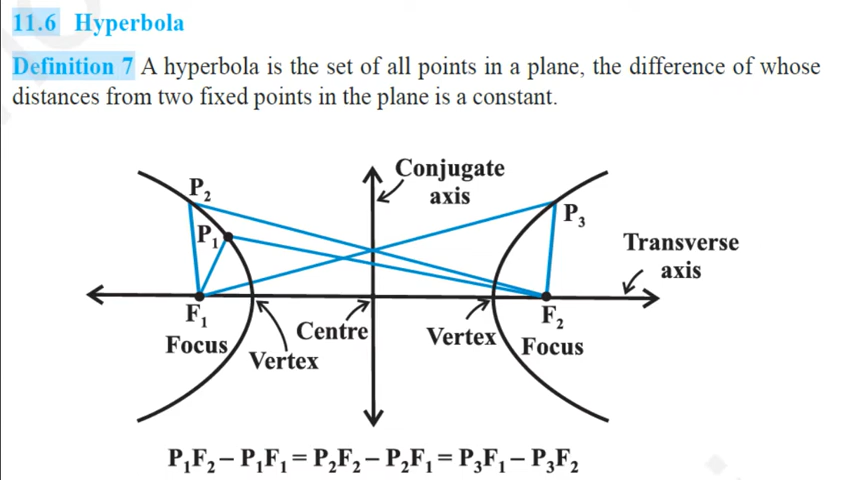 11.6 Hyperbola
Definition 7 A hyperbola is the set of all points in a plane, the difference of whose
distances from two fixed points in the plane is a constant.
Conjugate
axis
P₂
P₁
P₃
Transverse
axis
F₁
Focus
Vertex
Centre
Vertex
F₂
Focus
P₁F₂ – P₁F₁ = P₂F₂ – P₂F₁ = P₃F₁ – P₃F₂